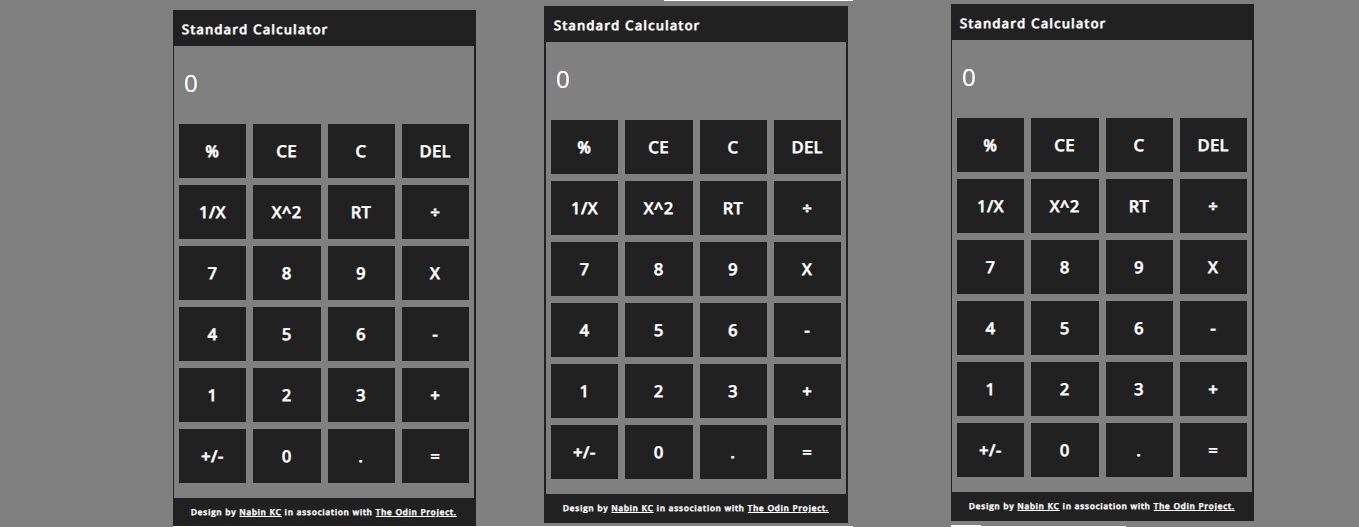 Standard Calculator
0
% CE C DEL
1/X X^2 RT ÷
7 8 9 X
4 5 6 -
1 2 3 +
+/- 0 . =
Design by Nabin KC in association with The Odin Project.
Standard Calculator
0
% CE C DEL
1/X X^2 RT ÷
7 8 9 X
4 5 6 -
1 2 3 +
+/- 0 . =
Design by Nabin KC in association with The Odin Project.
Standard Calculator
0
% CE C DEL
1/X X^2 RT ÷
7 8 9 X
4 5 6 -
1 2 3 +
+/- 0 . =
Design by Nabin KC in association with The Odin Project.